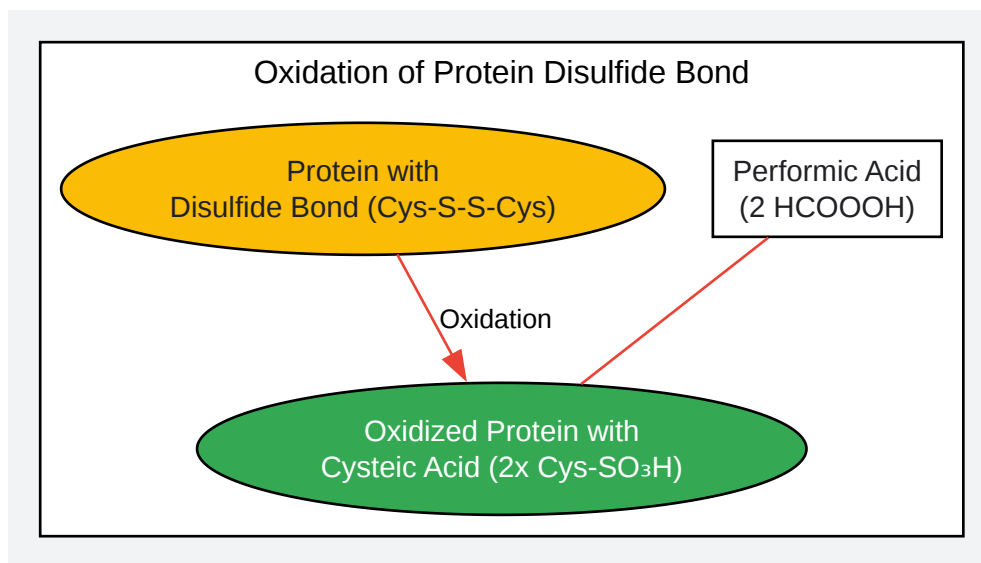 Oxidation of Protein Disulfide Bond
Protein with
Disulfide Bond (Cys-S-S-Cys)
Performic Acid
(2 HCOOOH)
Oxidation
Oxidized Protein with
Cysteic Acid (2x Cys-SO₃H)